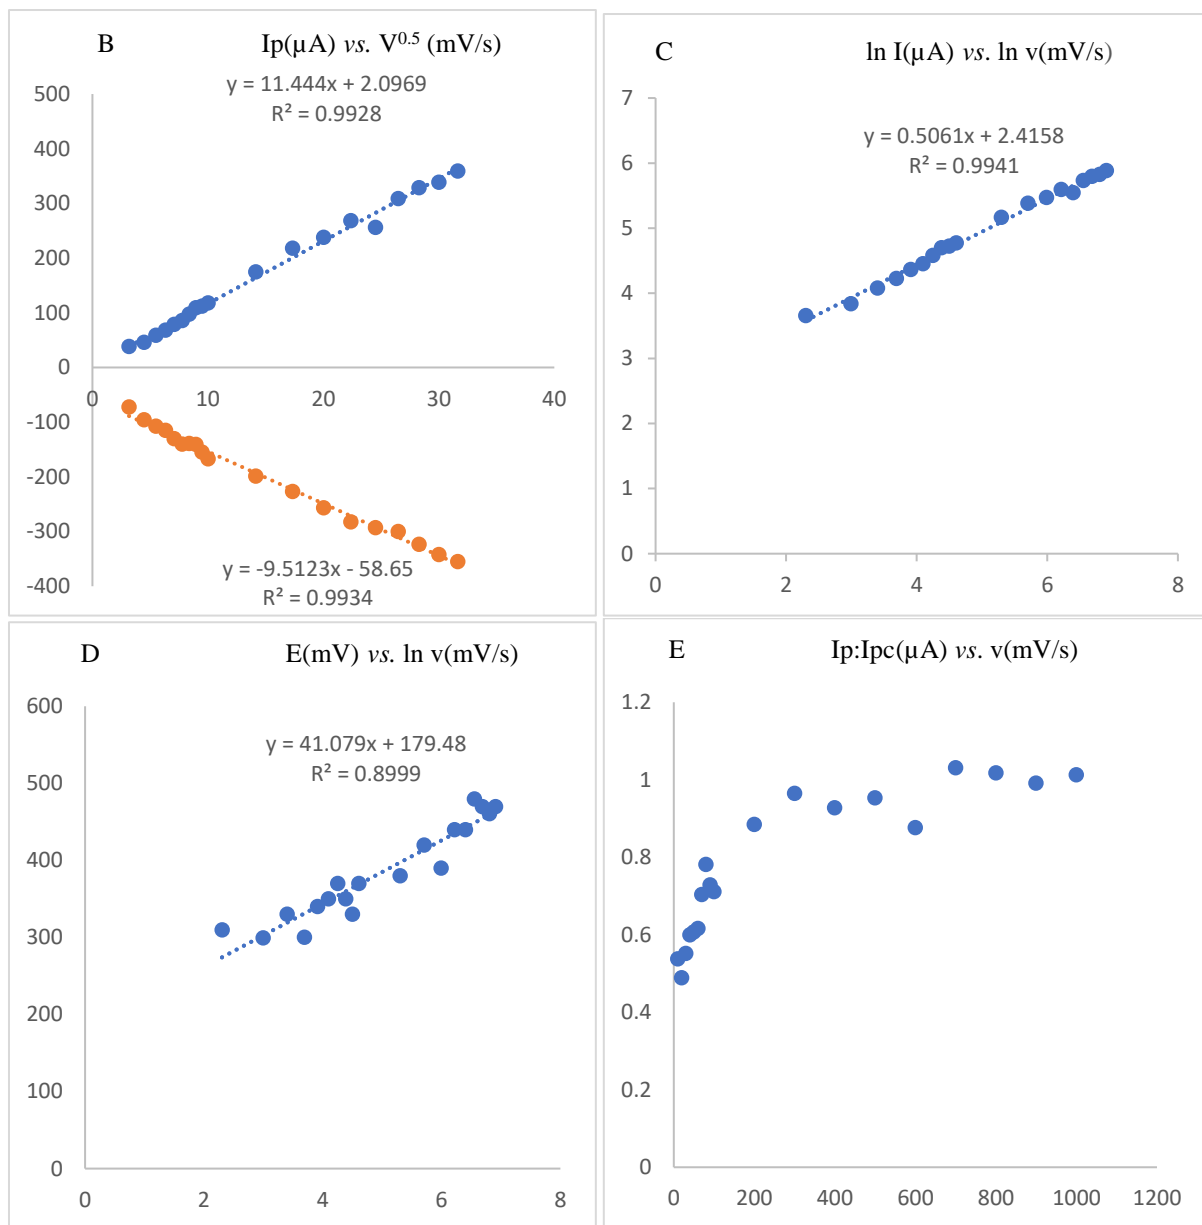 B Ip(µA) vs. V0.5 (mV/s)
y = 11.444x + 2.0969
R² = 0.9928
500
400
300
200
100
0
0 10 20 30 40
-100
-200
-300
-400
y = -9.5123x - 58.65
R² = 0.9934
C ln I(µA) vs. ln v(mV/s)
y = 0.5061x + 2.4158
R² = 0.9941
7
6
5
4
3
2
1
0
0 2 4 6 8
D E(mV) vs. ln v(mV/s)
y = 41.079x + 179.48
R² = 0.8999
600
500
400
300
200
100
0
0 2 4 6 8
E Ip:Ipc(µA) vs. v(mV/s)
1.2
1
0.8
0.6
0.4
0.2
0
0 200 400 600 800 1000 1200